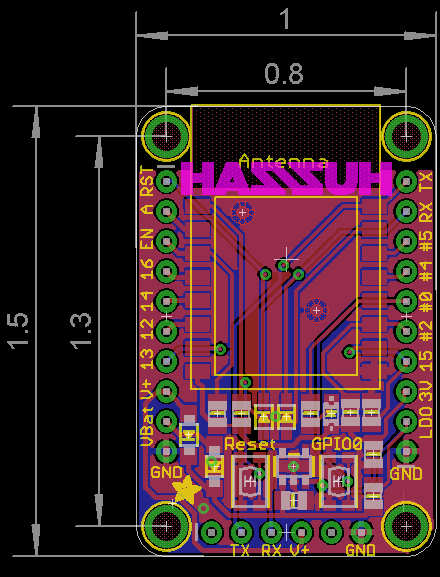 1
0.8
1.5
1.3
Antenna
HAZZUH
RST
A
EN
16
14
12
13
V+
VBat
GND
TX
RX
#5
#4
#0
#2
15
3V
LDO
GND
Reset
GPIO0
TX RX V+ GND